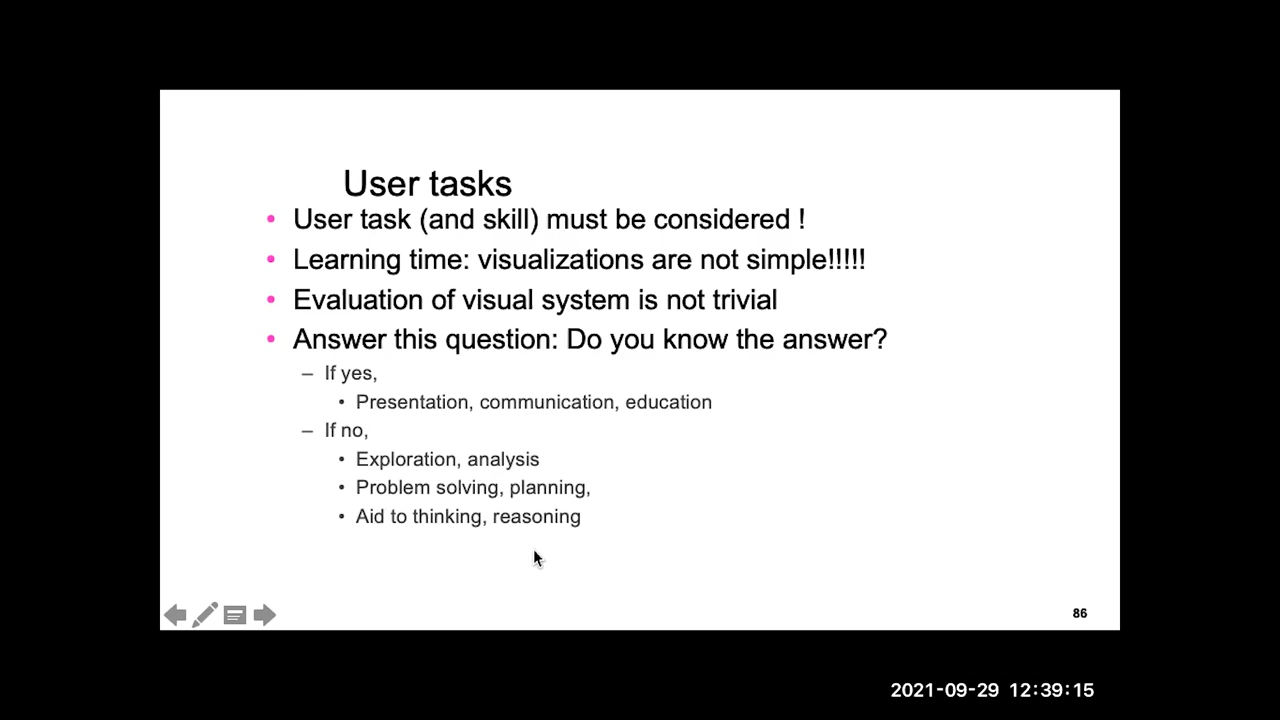 User tasks
• User task (and skill) must be considered !
• Learning time: visualizations are not simple!!!!!
• Evaluation of visual system is not trivial
• Answer this question: Do you know the answer?
– If yes,
• Presentation, communication, education
– If no,
• Exploration, analysis
• Problem solving, planning,
• Aid to thinking, reasoning
86
2021-09-29 12:39:15